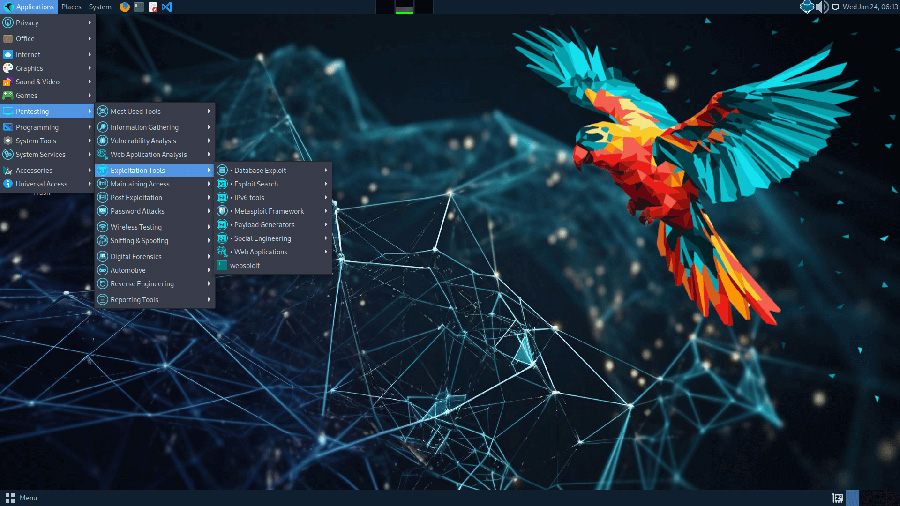 Applications Places System
Wed Jan 24, 06:13
Privacy
Office
Internet
Graphics
Sound & Video
Games
Pentesting
Programming
System Tools
System Services
Accessories
Universal Access
Most Used Tools
Information Gathering
Vulnerability Analysis
Web Application Analysis
Exploitation Tools
Maintaining Access
Post Exploitation
Password Attacks
Wireless Testing
Sniffing & Spoofing
Digital Forensics
Automotive
Reverse Engineering
Reporting Tools
• Database Exploit
• Exploit Search
• IPv6 tools
• Metasploit Framework
• Payload Generators
• Social Engineering
• Web Applications
websploit
Menu